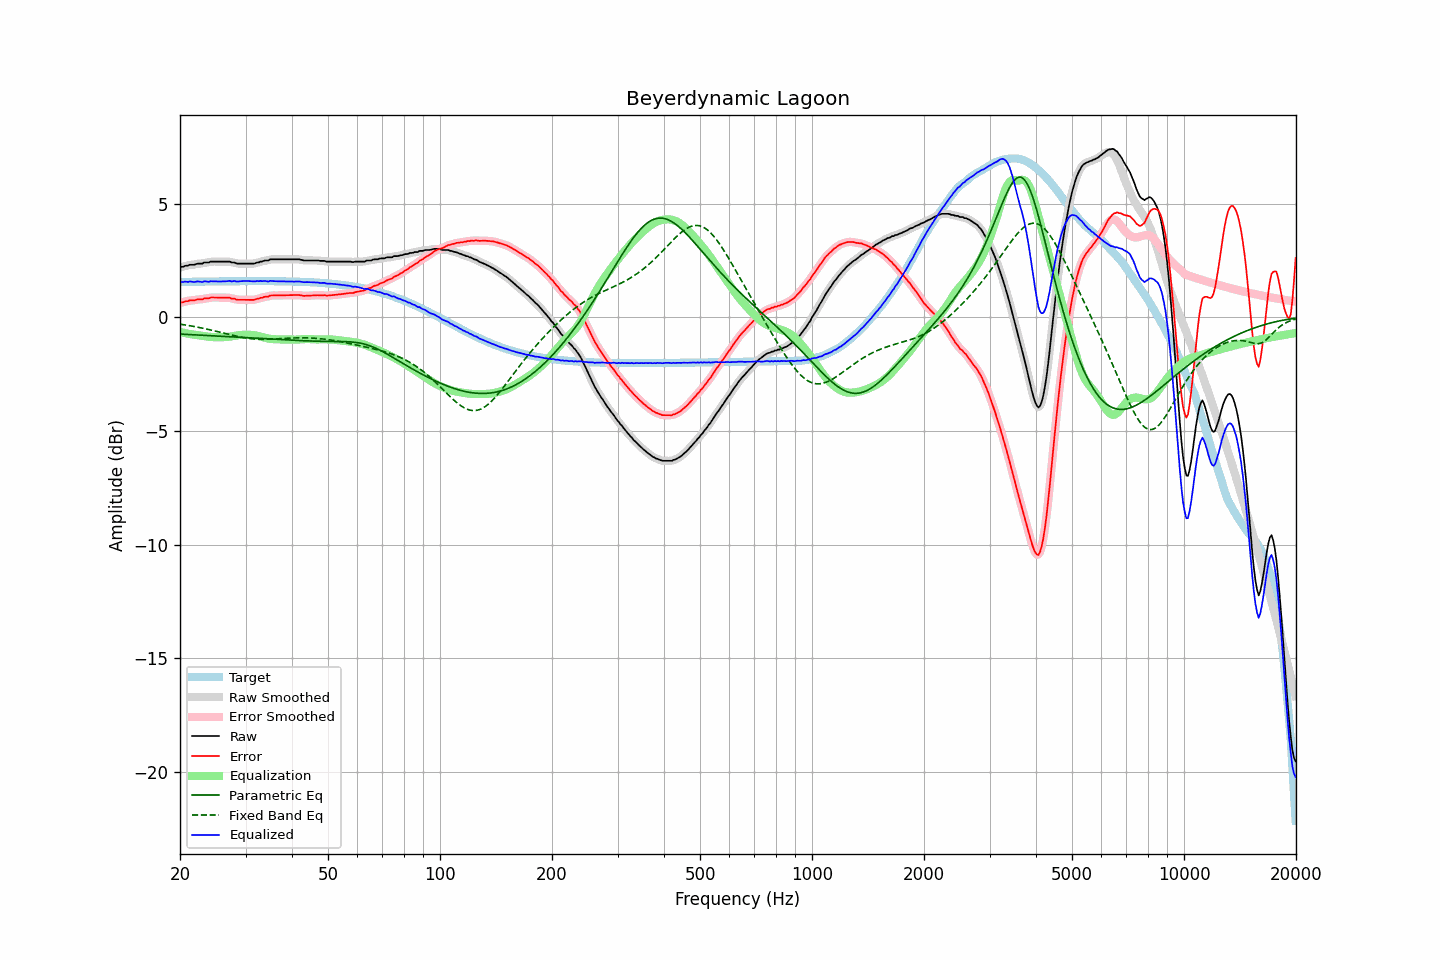 Beyerdynamic Lagoon
Amplitude (dBr)
5
0
−5
−10
−15
−20
Target
Raw Smoothed
Error Smoothed
Raw
Error
Equalization
Parametric Eq
Fixed Band Eq
Equalized
20 50 100 200 500 1000 2000 5000 10000 20000
Frequency (Hz)